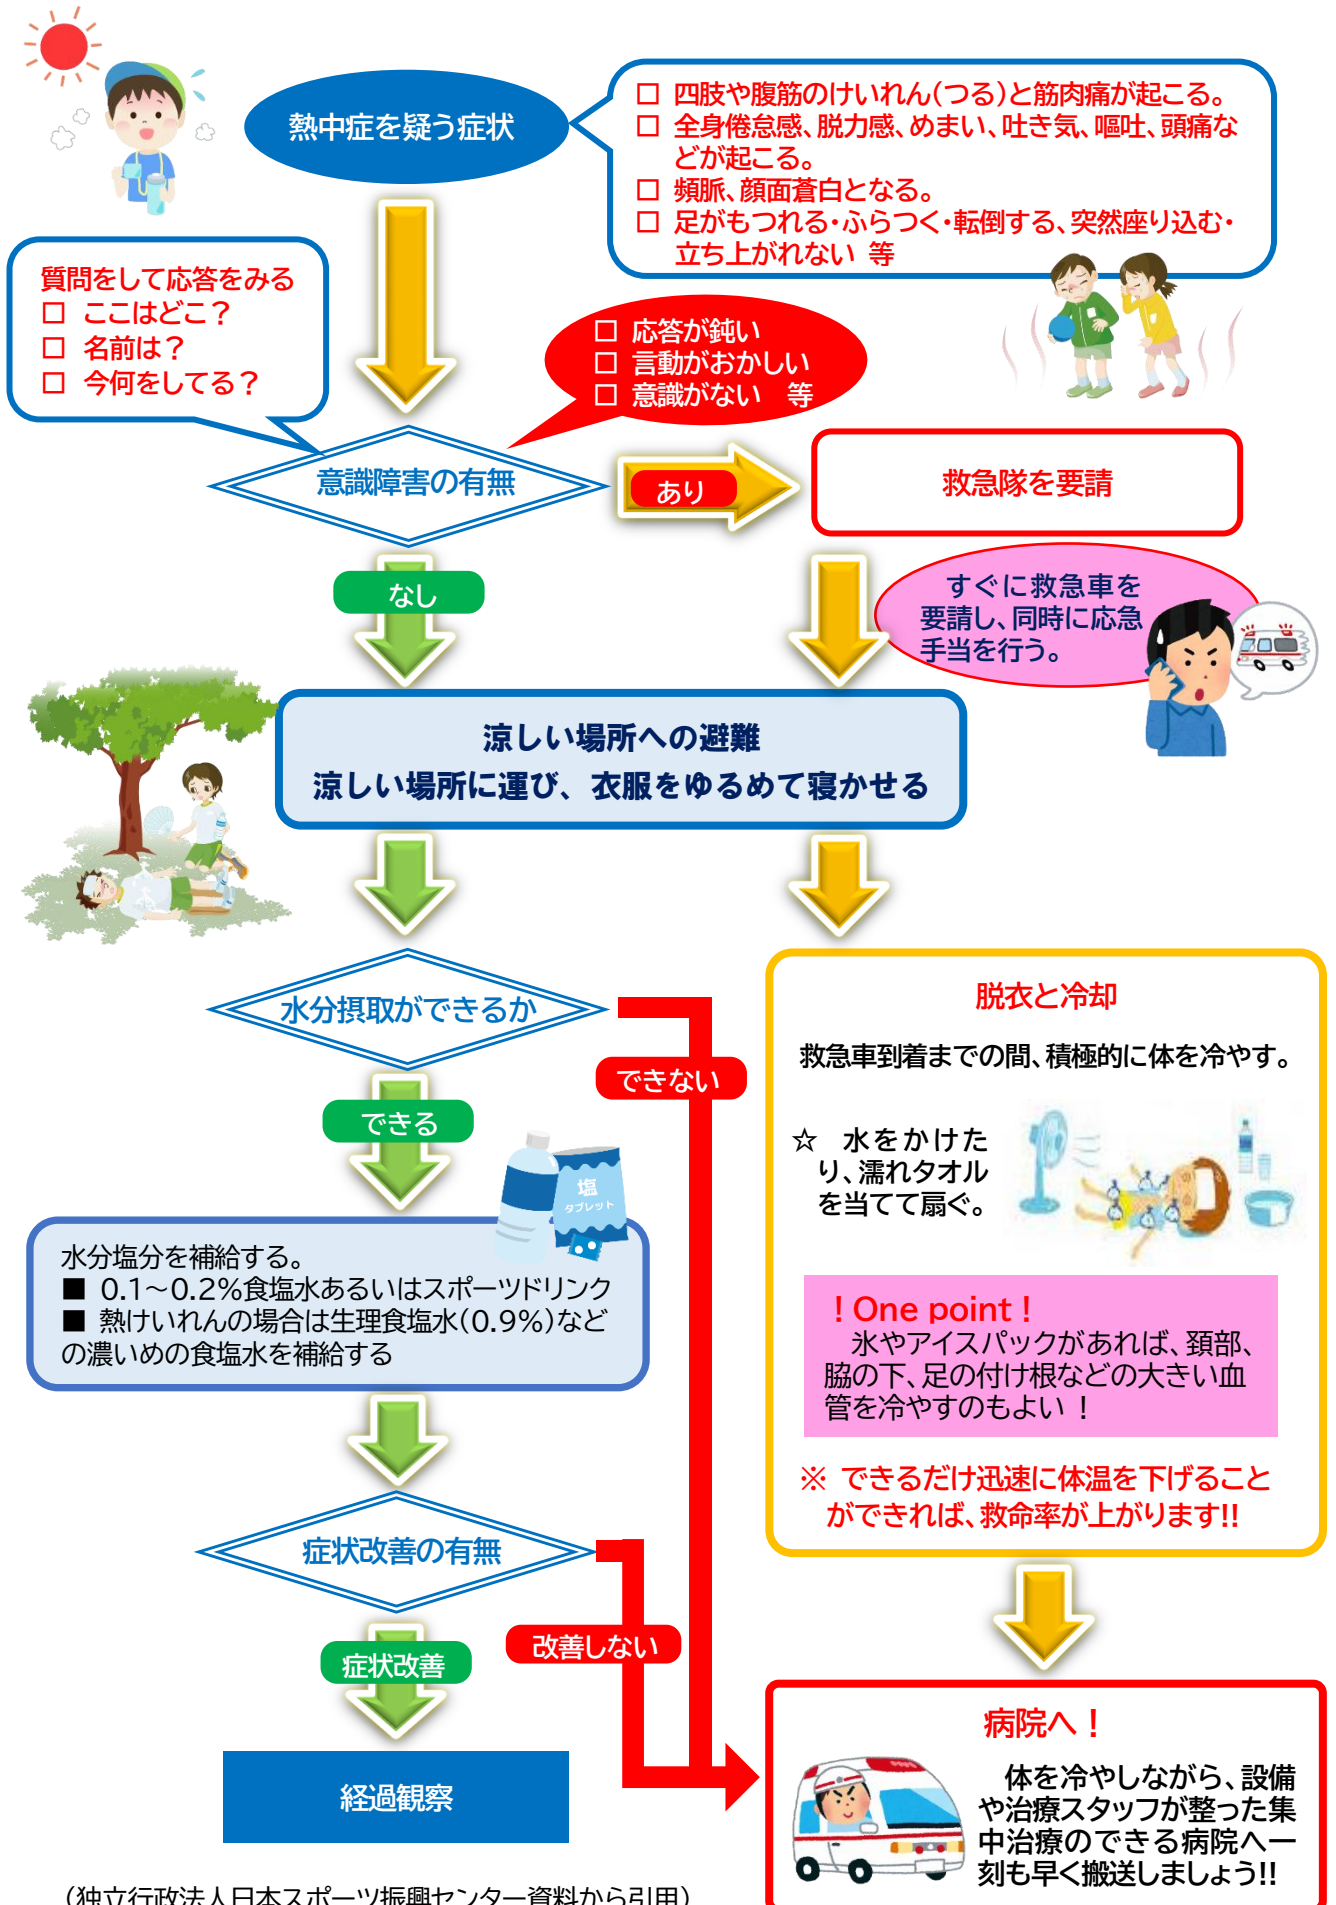 熱中症を疑う症状
□ 四肢や腹筋のけいれん(つる)と筋肉痛が起こる。
□ 全身倦怠感、脱力感、めまい、吐き気、嘔吐、頭痛な
どが起こる。
□ 頻脈、顔面蒼白となる。
□ 足がもつれる・ふらつく・転倒する、突然座り込む・
立ち上がれない 等
質問をして応答をみる
□ ここはどこ？
□ 名前は？
□ 今何をしてる？
□ 応答が鈍い
□ 言動がおかしい
□ 意識がない 等
意識障害の有無
あり
救急隊を要請
なし
すぐに救急車を
要請し、同時に応急
手当を行う。
涼しい場所への避難
涼しい場所に運び、衣服をゆるめて寝かせる
水分摂取ができるか
できない
できる
塩
タブレット
水分塩分を補給する。
■ 0.1～0.2%食塩水あるいはスポーツドリンク
■ 熱けいれんの場合は生理食塩水(0.9%)など
の濃いめの食塩水を補給する
症状改善の有無
改善しない
症状改善
経過観察
脱衣と冷却
救急車到着までの間、積極的に体を冷やす。
☆ 水をかけた
り、濡れタオル
を当てて扇ぐ。
！One point！
氷やアイスパックがあれば、頚部、
脇の下、足の付け根などの大きい血
管を冷やすのもよい！
※ できるだけ迅速に体温を下げること
ができれば、救命率が上がります!!
病院へ！
体を冷やしながら、設備
や治療スタッフが整った集
中治療のできる病院へ一
刻も早く搬送しましょう!!
(独立行政法人日本スポーツ振興センター資料から引用)